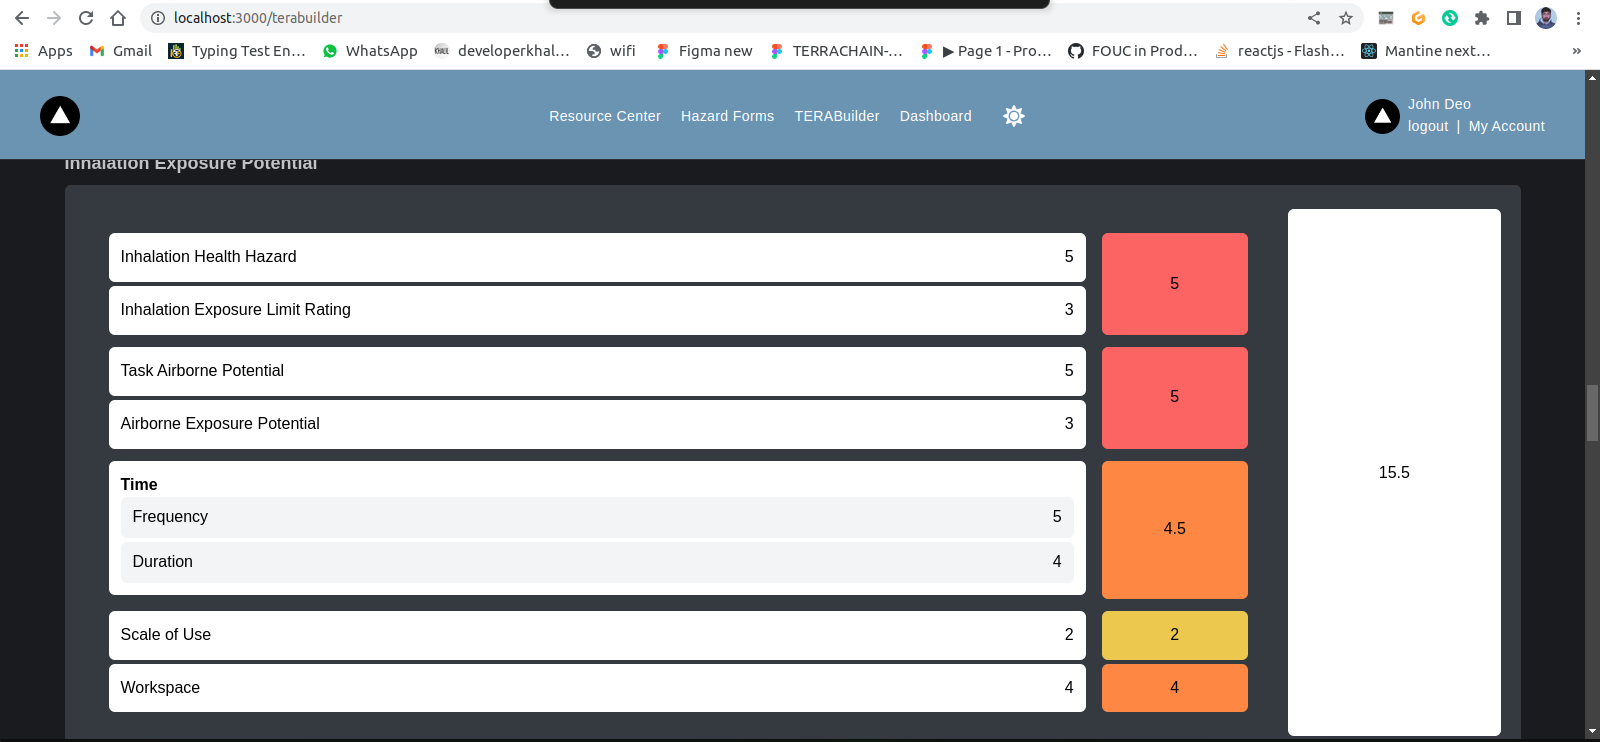 localhost:3000/terabuilder
Apps Gmail Typing Test En... WhatsApp developerkhal... wifi Figma new TERRACHAIN-... ▶ Page 1 - Pro... FOUC in Prod... reactjs - Flash... Mantine next... »
Resource Center Hazard Forms TERABuilder Dashboard
John Deo
logout | My Account
Inhalation Exposure Potential
Inhalation Health Hazard 5
5
Inhalation Exposure Limit Rating 3
Task Airborne Potential 5
5
Airborne Exposure Potential 3
15.5
Time
Frequency 5
4.5
Duration 4
Scale of Use 2 2
Workspace 4 4